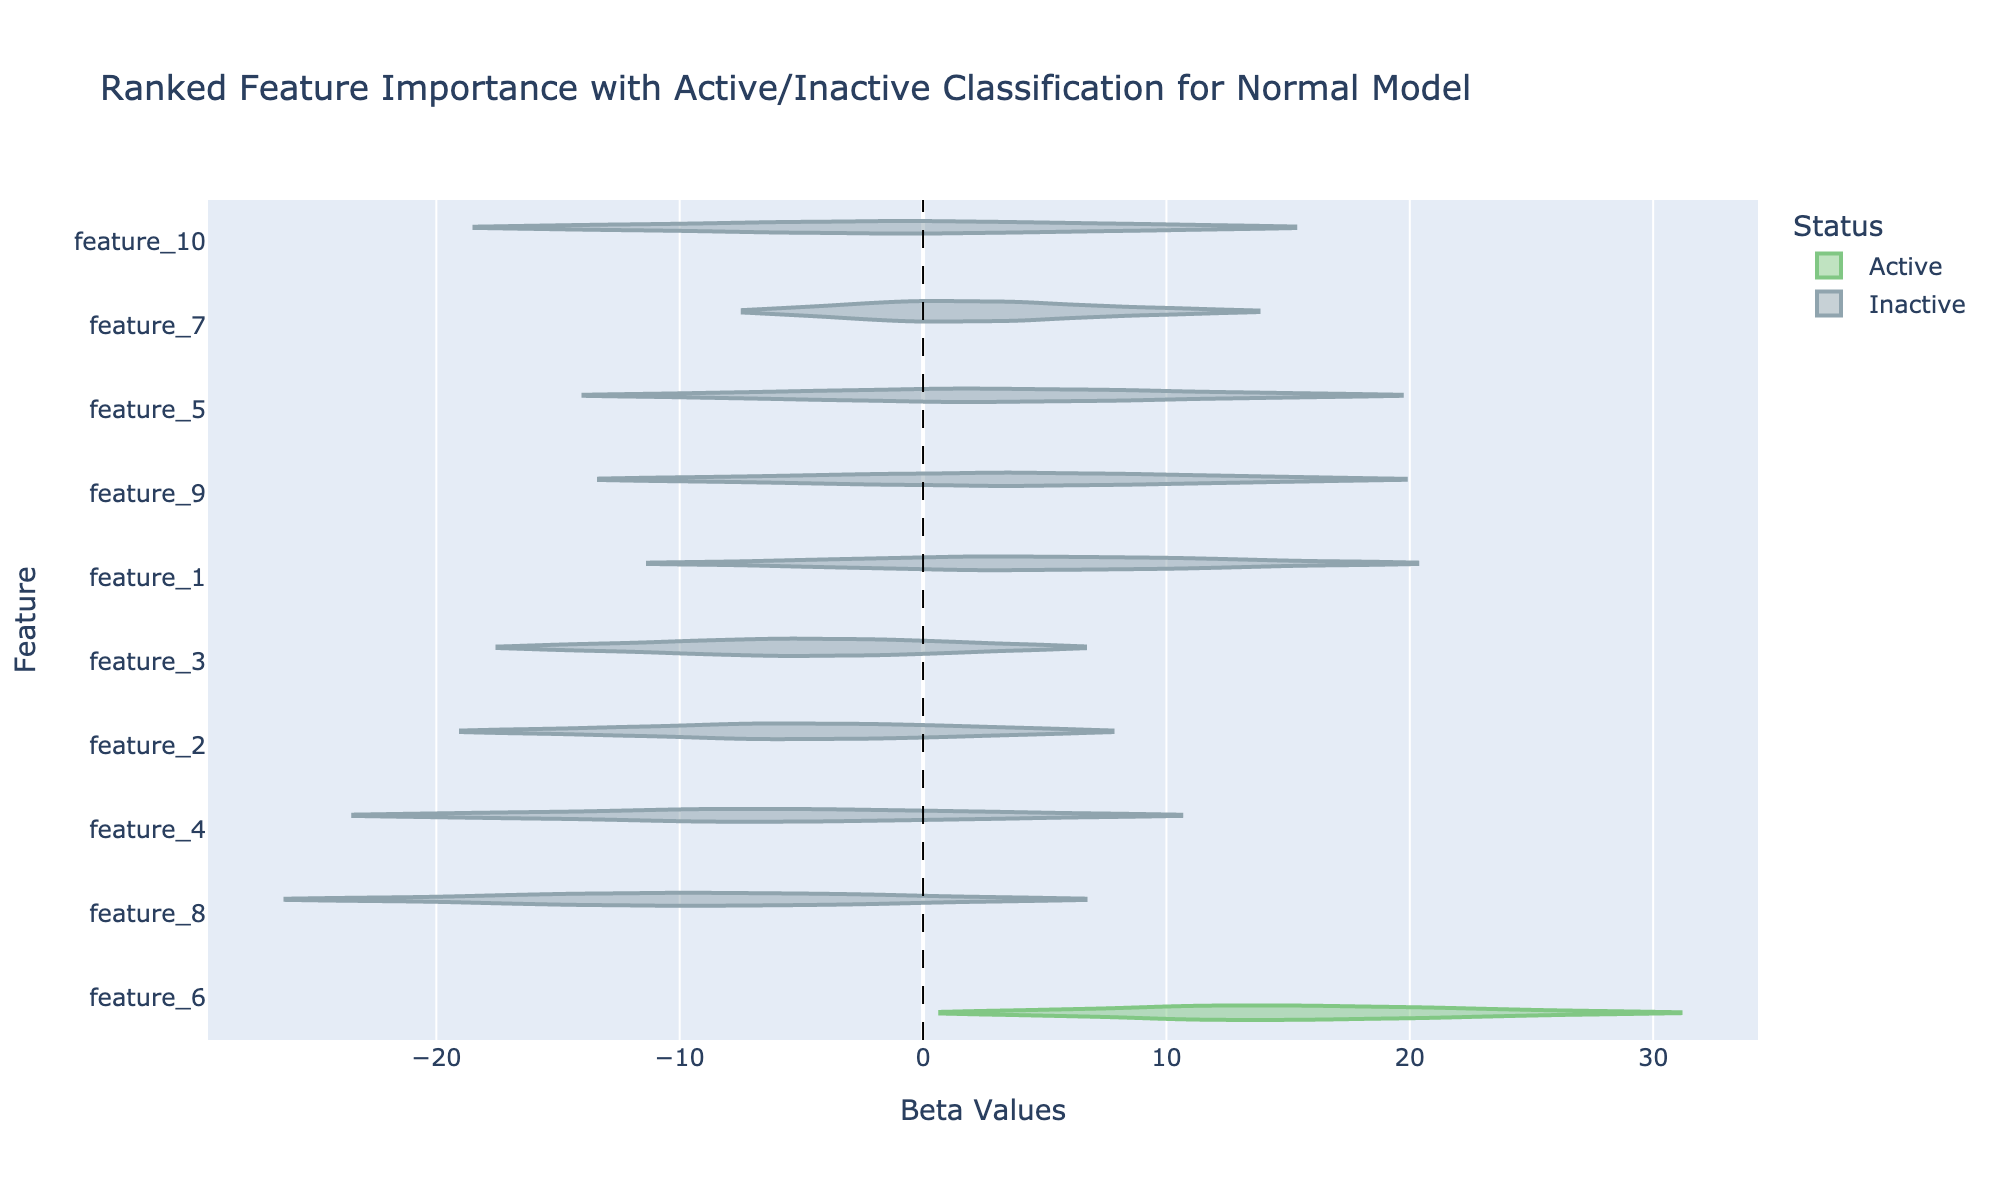 Ranked Feature Importance with Active/Inactive Classification for Normal Model
Status
Active
Inactive
Feature
feature_10
feature_7
feature_5
feature_9
feature_1
feature_3
feature_2
feature_4
feature_8
feature_6
−20 −10 0 10 20 30
Beta Values